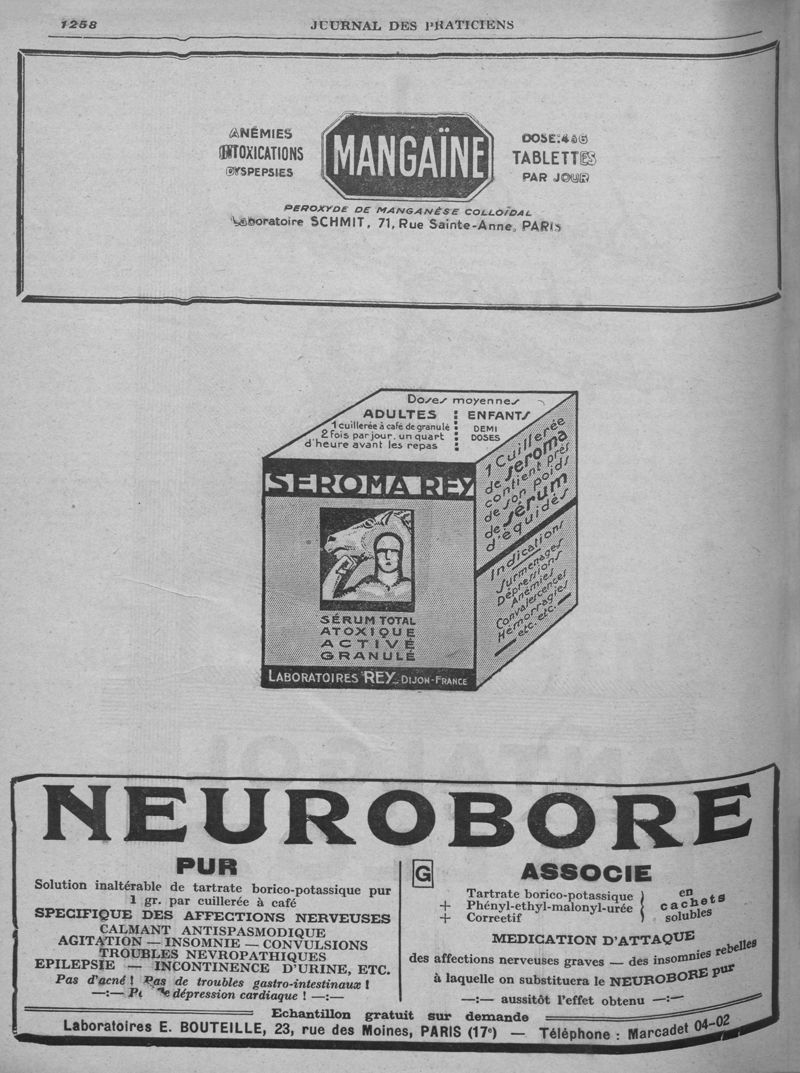 1258
JOURNAL DES PRATICIENS
ANÉMIES
INTOXICATIONS
DYSPEPSIES
MANGAÏNE
DOSE: 4 à 6
TABLETTES
PAR JOUR
PEROXYDE DE MANGANÈSE COLLOÏDAL
Laboratoire SCHMIT, 71, Rue Sainte-Anne, PARIS
Doses moyennes
ADULTES
1 cuillerée à café de granulé
2 fois par jour, un quart
d'heure avant les repas
ENFANTS
DEMI
DOSES
SEROMA REY
SÉRUM TOTAL
ATOXIQUE
ACTIVÉ
GRANULÉ
LABORATOIRES REY_DIJON-FRANCE
1 Cuillerée
de seroma
contient près
de son poids
de sérum
d'équidés
Indications
Surmenages
Dépressions
Anémies
Convalescences
Hémorragies
etc. etc.
NEUROBORE
PUR
Solution inaltérable de tartrate borico-potassique pur
1 gr. par cuillerée à café
SPECIFIQUE DES AFFECTIONS NERVEUSES
CALMANT ANTISPASMODIQUE
AGITATION — INSOMNIE — CONVULSIONS
TROUBLES NEVROPATHIQUES
EPILEPSIE — INCONTINENCE D'URINE, ETC.
Pas d'acné ! Pas de troubles gastro-intestinaux !
—:— de dépression cardiaque ! —:—
G ASSOCIE
Tartrate borico-potassique
+ Phényl-ethyl-malonyl-urée
+ Correctif
en
cachets
solubles
MEDICATION D'ATTAQUE
des affections nerveuses graves — des insomnies rebelles
à laquelle on substituera le NEUROBORE pur
—:— aussitôt l'effet obtenu —:—
Echantillon gratuit sur demande
Laboratoires E. BOUTEILLE, 23, rue des Moines, PARIS (17e) — Téléphone : Marcadet 04-02